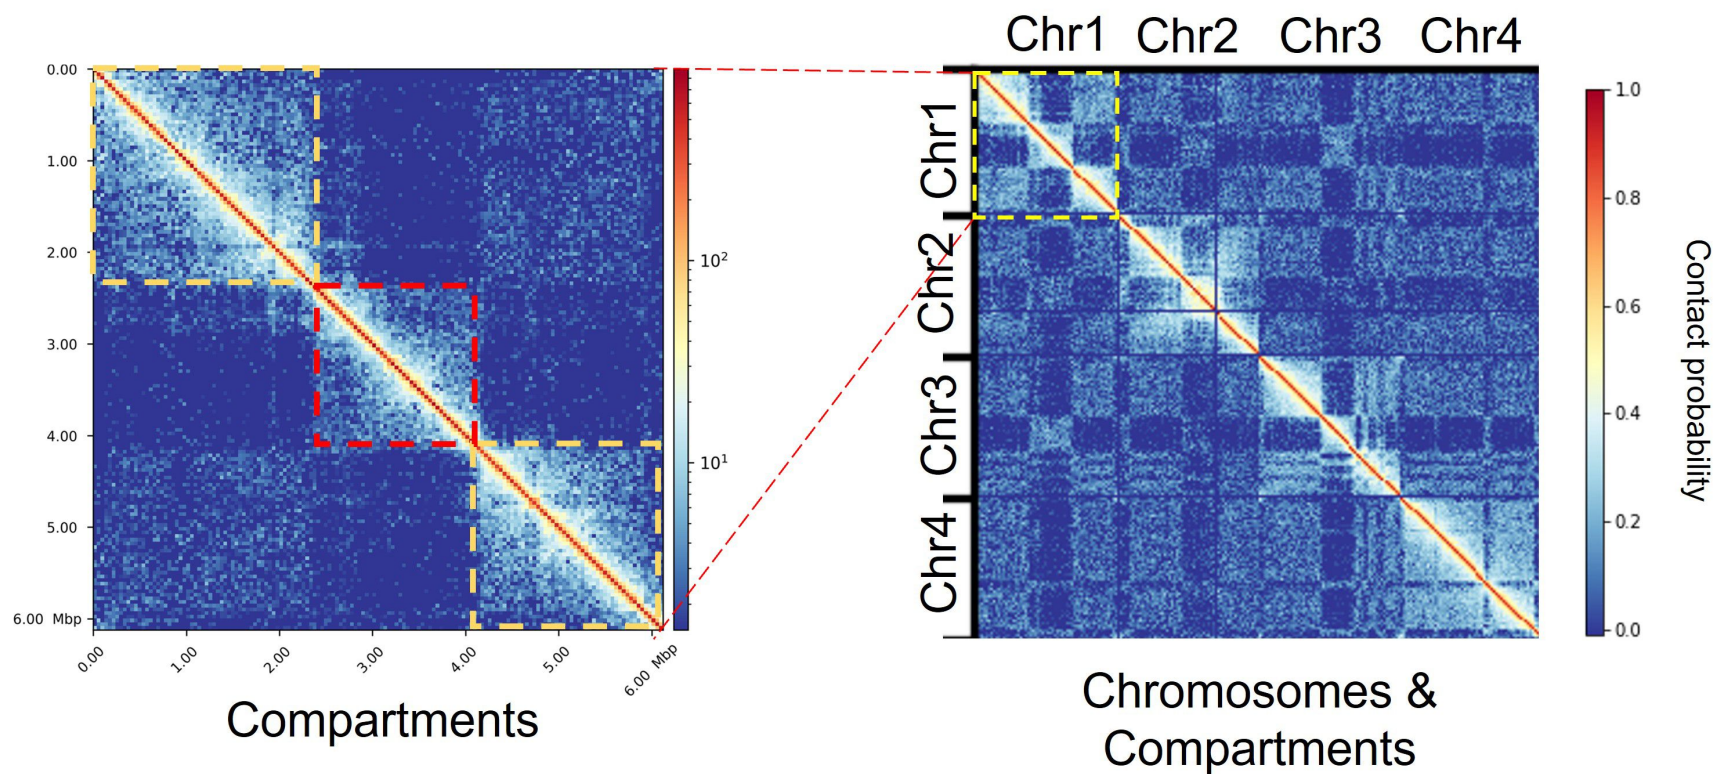 Chr1 Chr2 Chr3 Chr4
0.00
1.00
2.00
3.00
4.00
5.00
6.00 Mbp
0.00 1.00 2.00 3.00 4.00 5.00 6.00 Mbp
10²
10¹
Compartments
Chr1
Chr2
Chr3
Chr4
1.0
0.8
0.6
0.4
0.2
0.0
Contact probability
Chromosomes &
Compartments